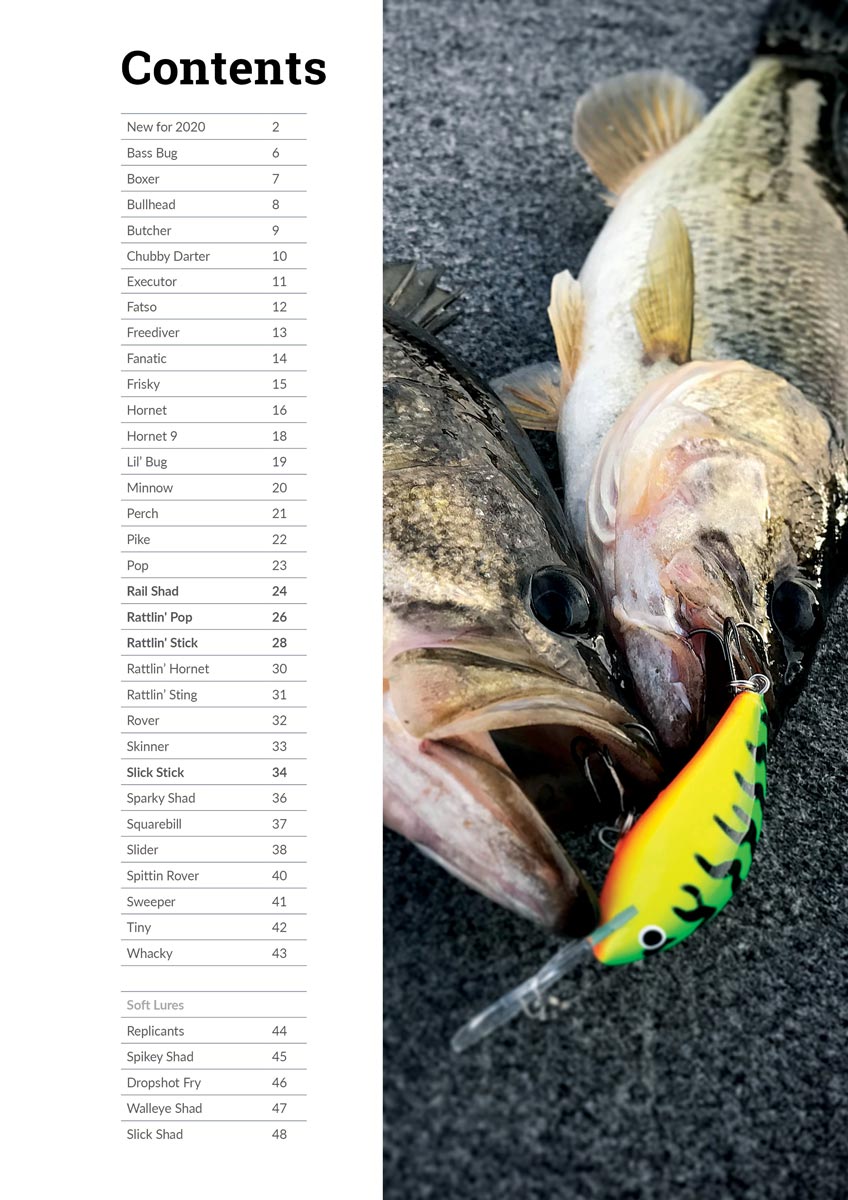 Contents
New for 2020 2
Bass Bug 6
Boxer 7
Bullhead 8
Butcher 9
Chubby Darter 10
Executor 11
Fatso 12
Freediver 13
Fanatic 14
Frisky 15
Hornet 16
Hornet 9 18
Lil' Bug 19
Minnow 20
Perch 21
Pike 22
Pop 23
Rail Shad 24
Rattlin' Pop 26
Rattlin' Stick 28
Rattlin' Hornet 30
Rattlin' Sting 31
Rover 32
Skinner 33
Slick Stick 34
Sparky Shad 36
Squarebill 37
Slider 38
Spittin Rover 40
Sweeper 41
Tiny 42
Whacky 43
Soft Lures
Replicants 44
Spikey Shad 45
Dropshot Fry 46
Walleye Shad 47
Slick Shad 48